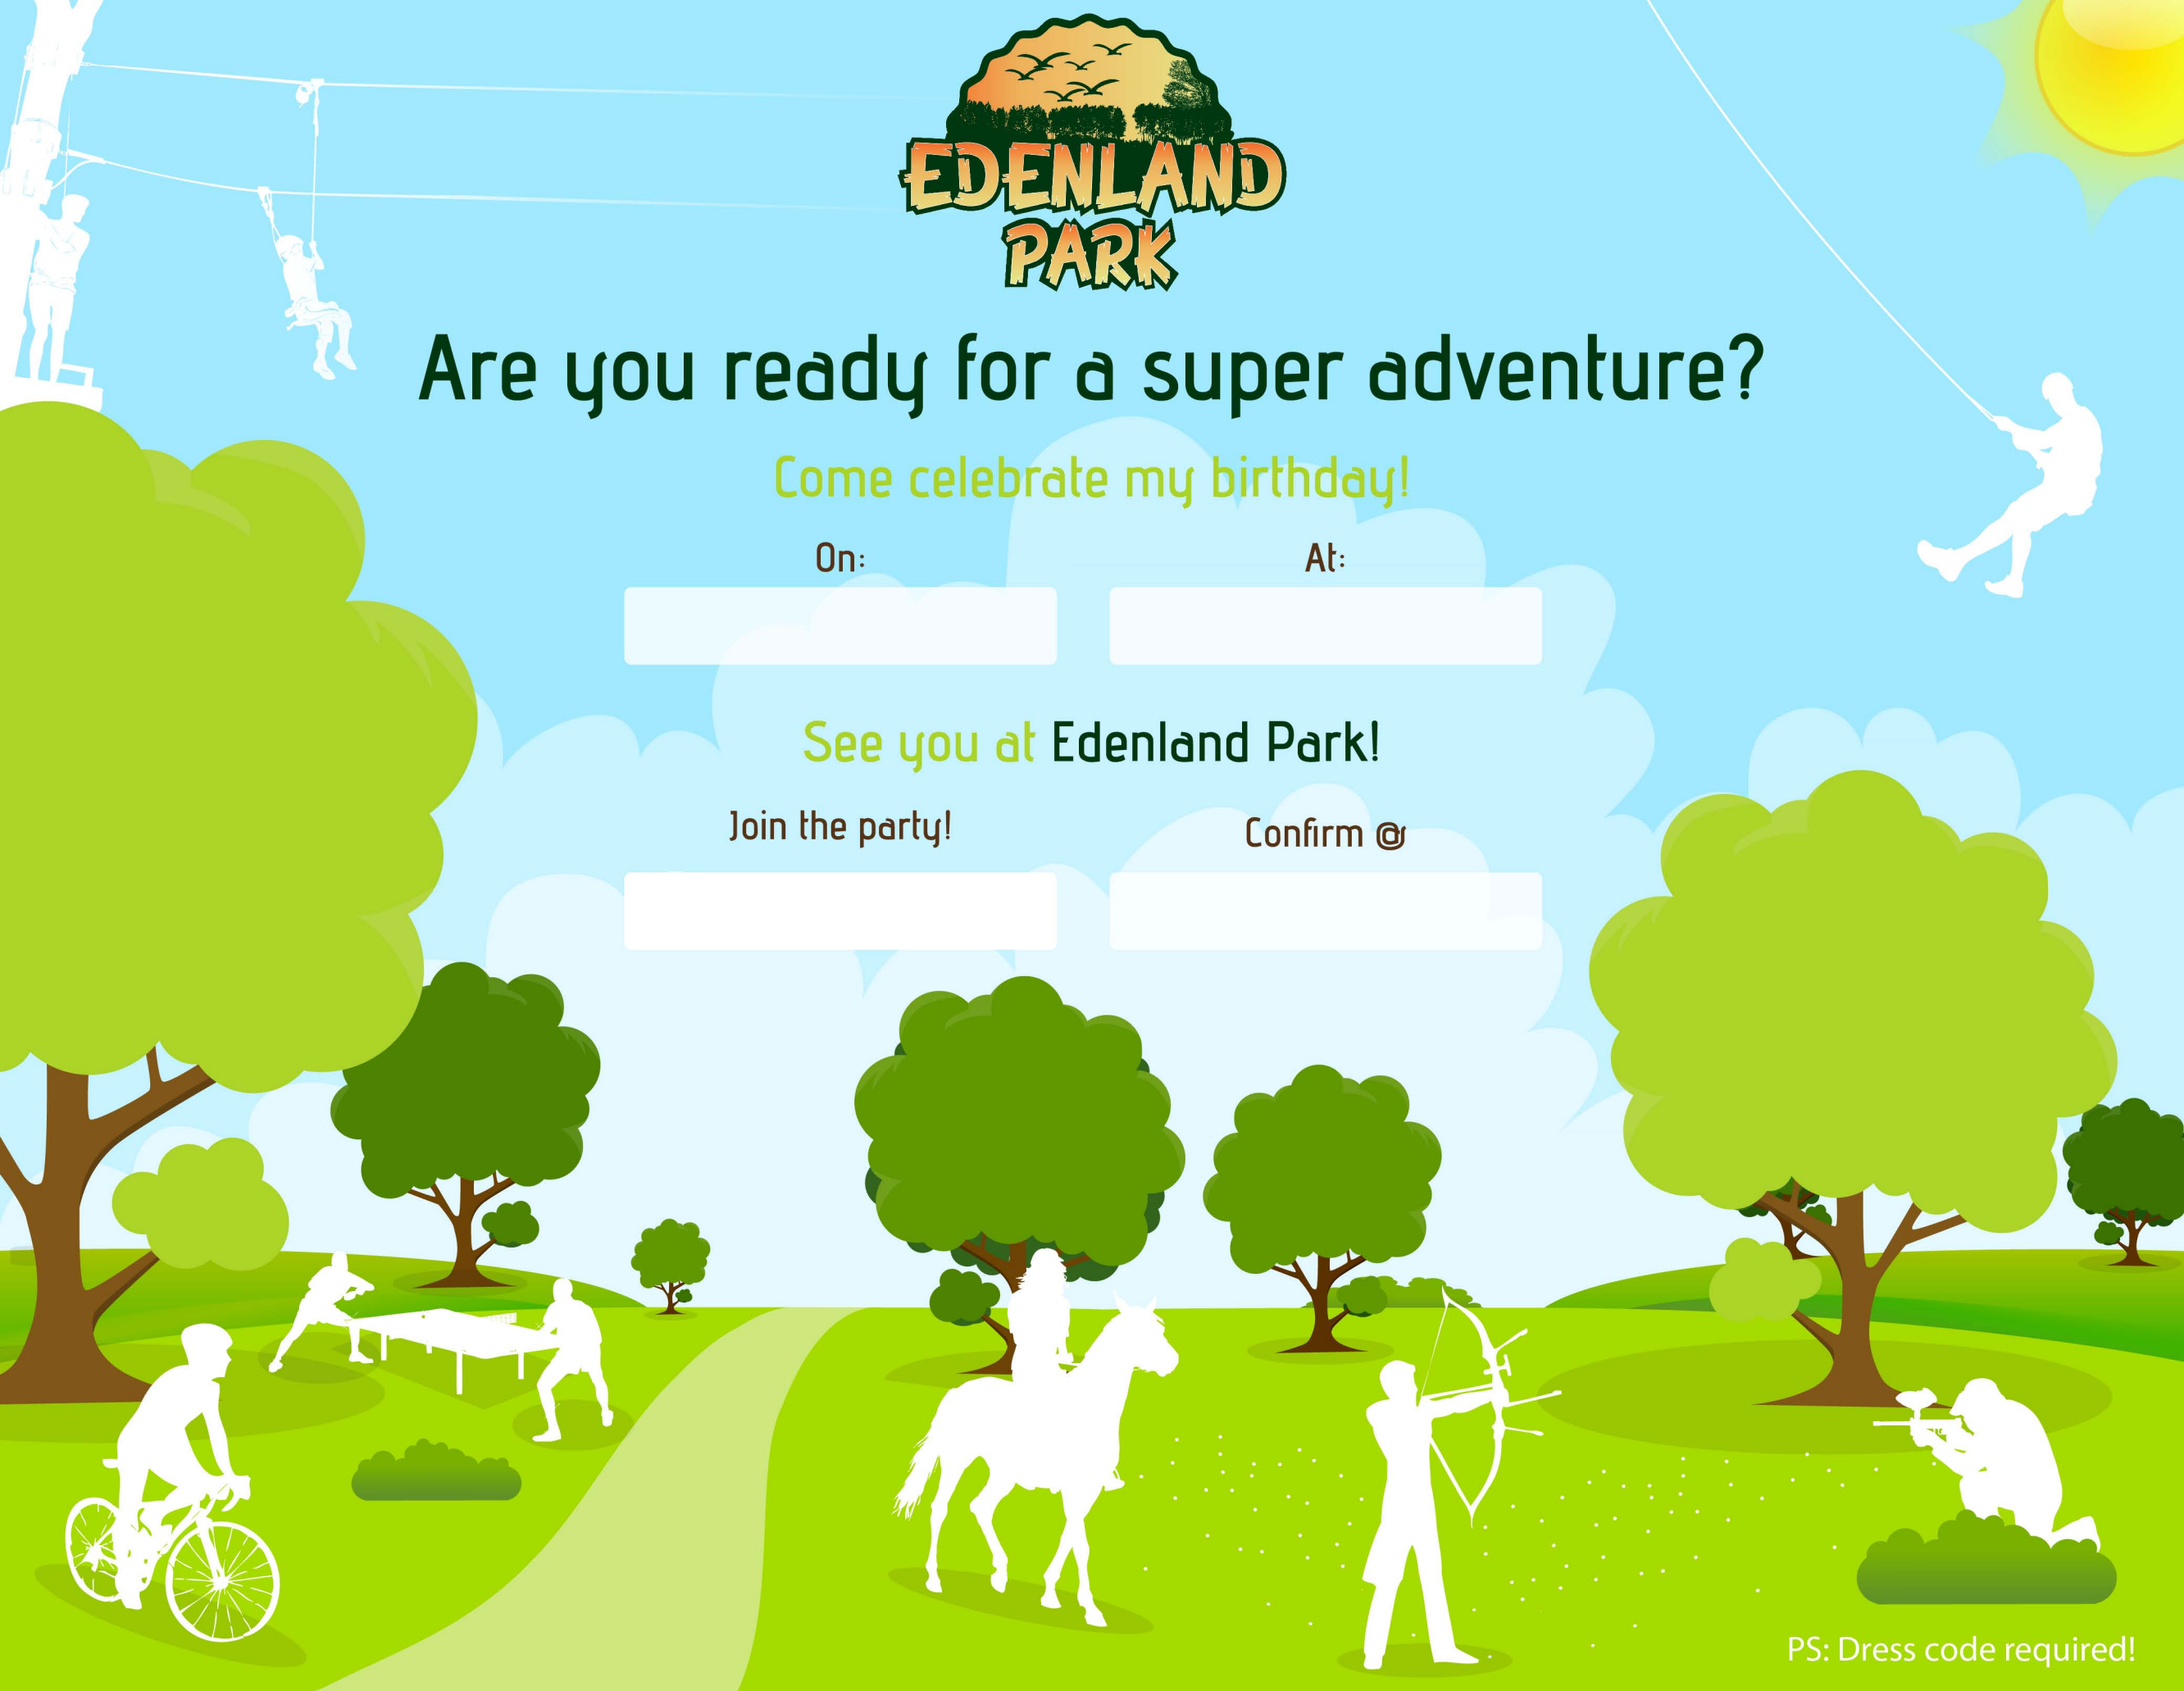 EDENLAND
PARK
Are you ready for a super adventure?
Come celebrate my birthday!
On: At:
See you at Edenland Park!
Join the party! Confirm @
PS: Dress code required!